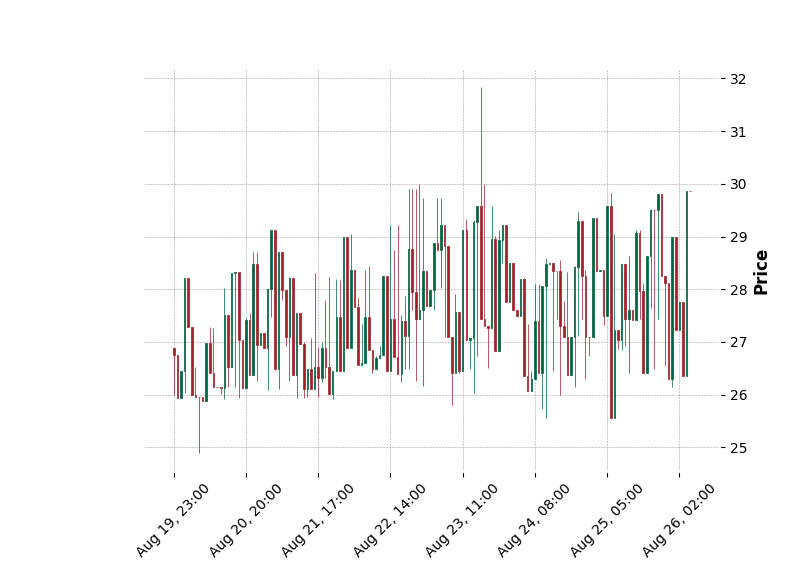 32
31
30
29
28
27
26
25
Price
Aug 19, 23:00
Aug 20, 20:00
Aug 21, 17:00
Aug 22, 14:00
Aug 23, 11:00
Aug 24, 08:00
Aug 25, 05:00
Aug 26, 02:00